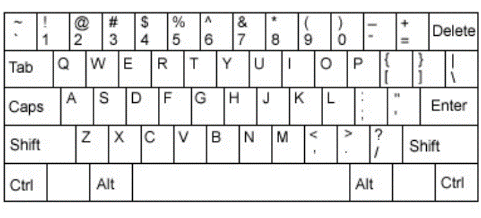 ~ ! @ # $ % ^ & * ( ) _ + Delete
` 1 2 3 4 5 6 7 8 9 0 - =
Tab Q W E R T Y U I O P { } |
[ ] \
Caps A S D F G H J K L : " Enter
; '
Shift Z X C V B N M < > ? Shift
, . /
Ctrl Alt Alt Ctrl